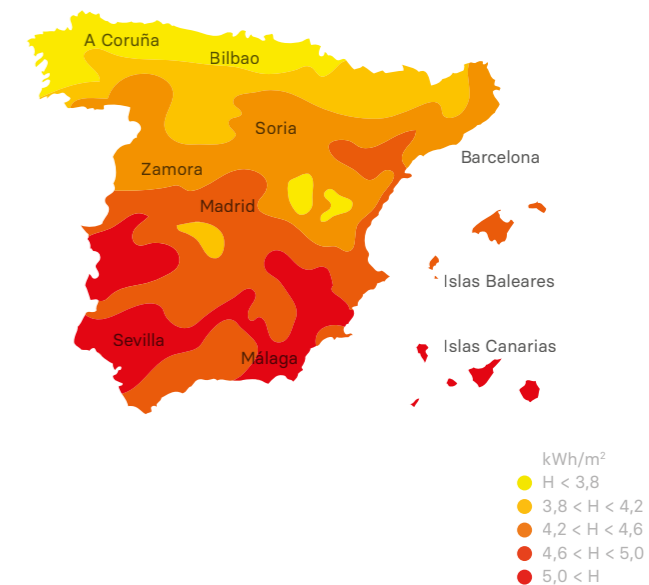 A Coruña
Bilbao
Soria
Barcelona
Zamora
Madrid
Islas Baleares
Sevilla
Islas Canarias
Málaga
kWh/m²
H < 3,8
3,8 < H < 4,2
4,2 < H < 4,6
4,6 < H < 5,0
5,0 < H